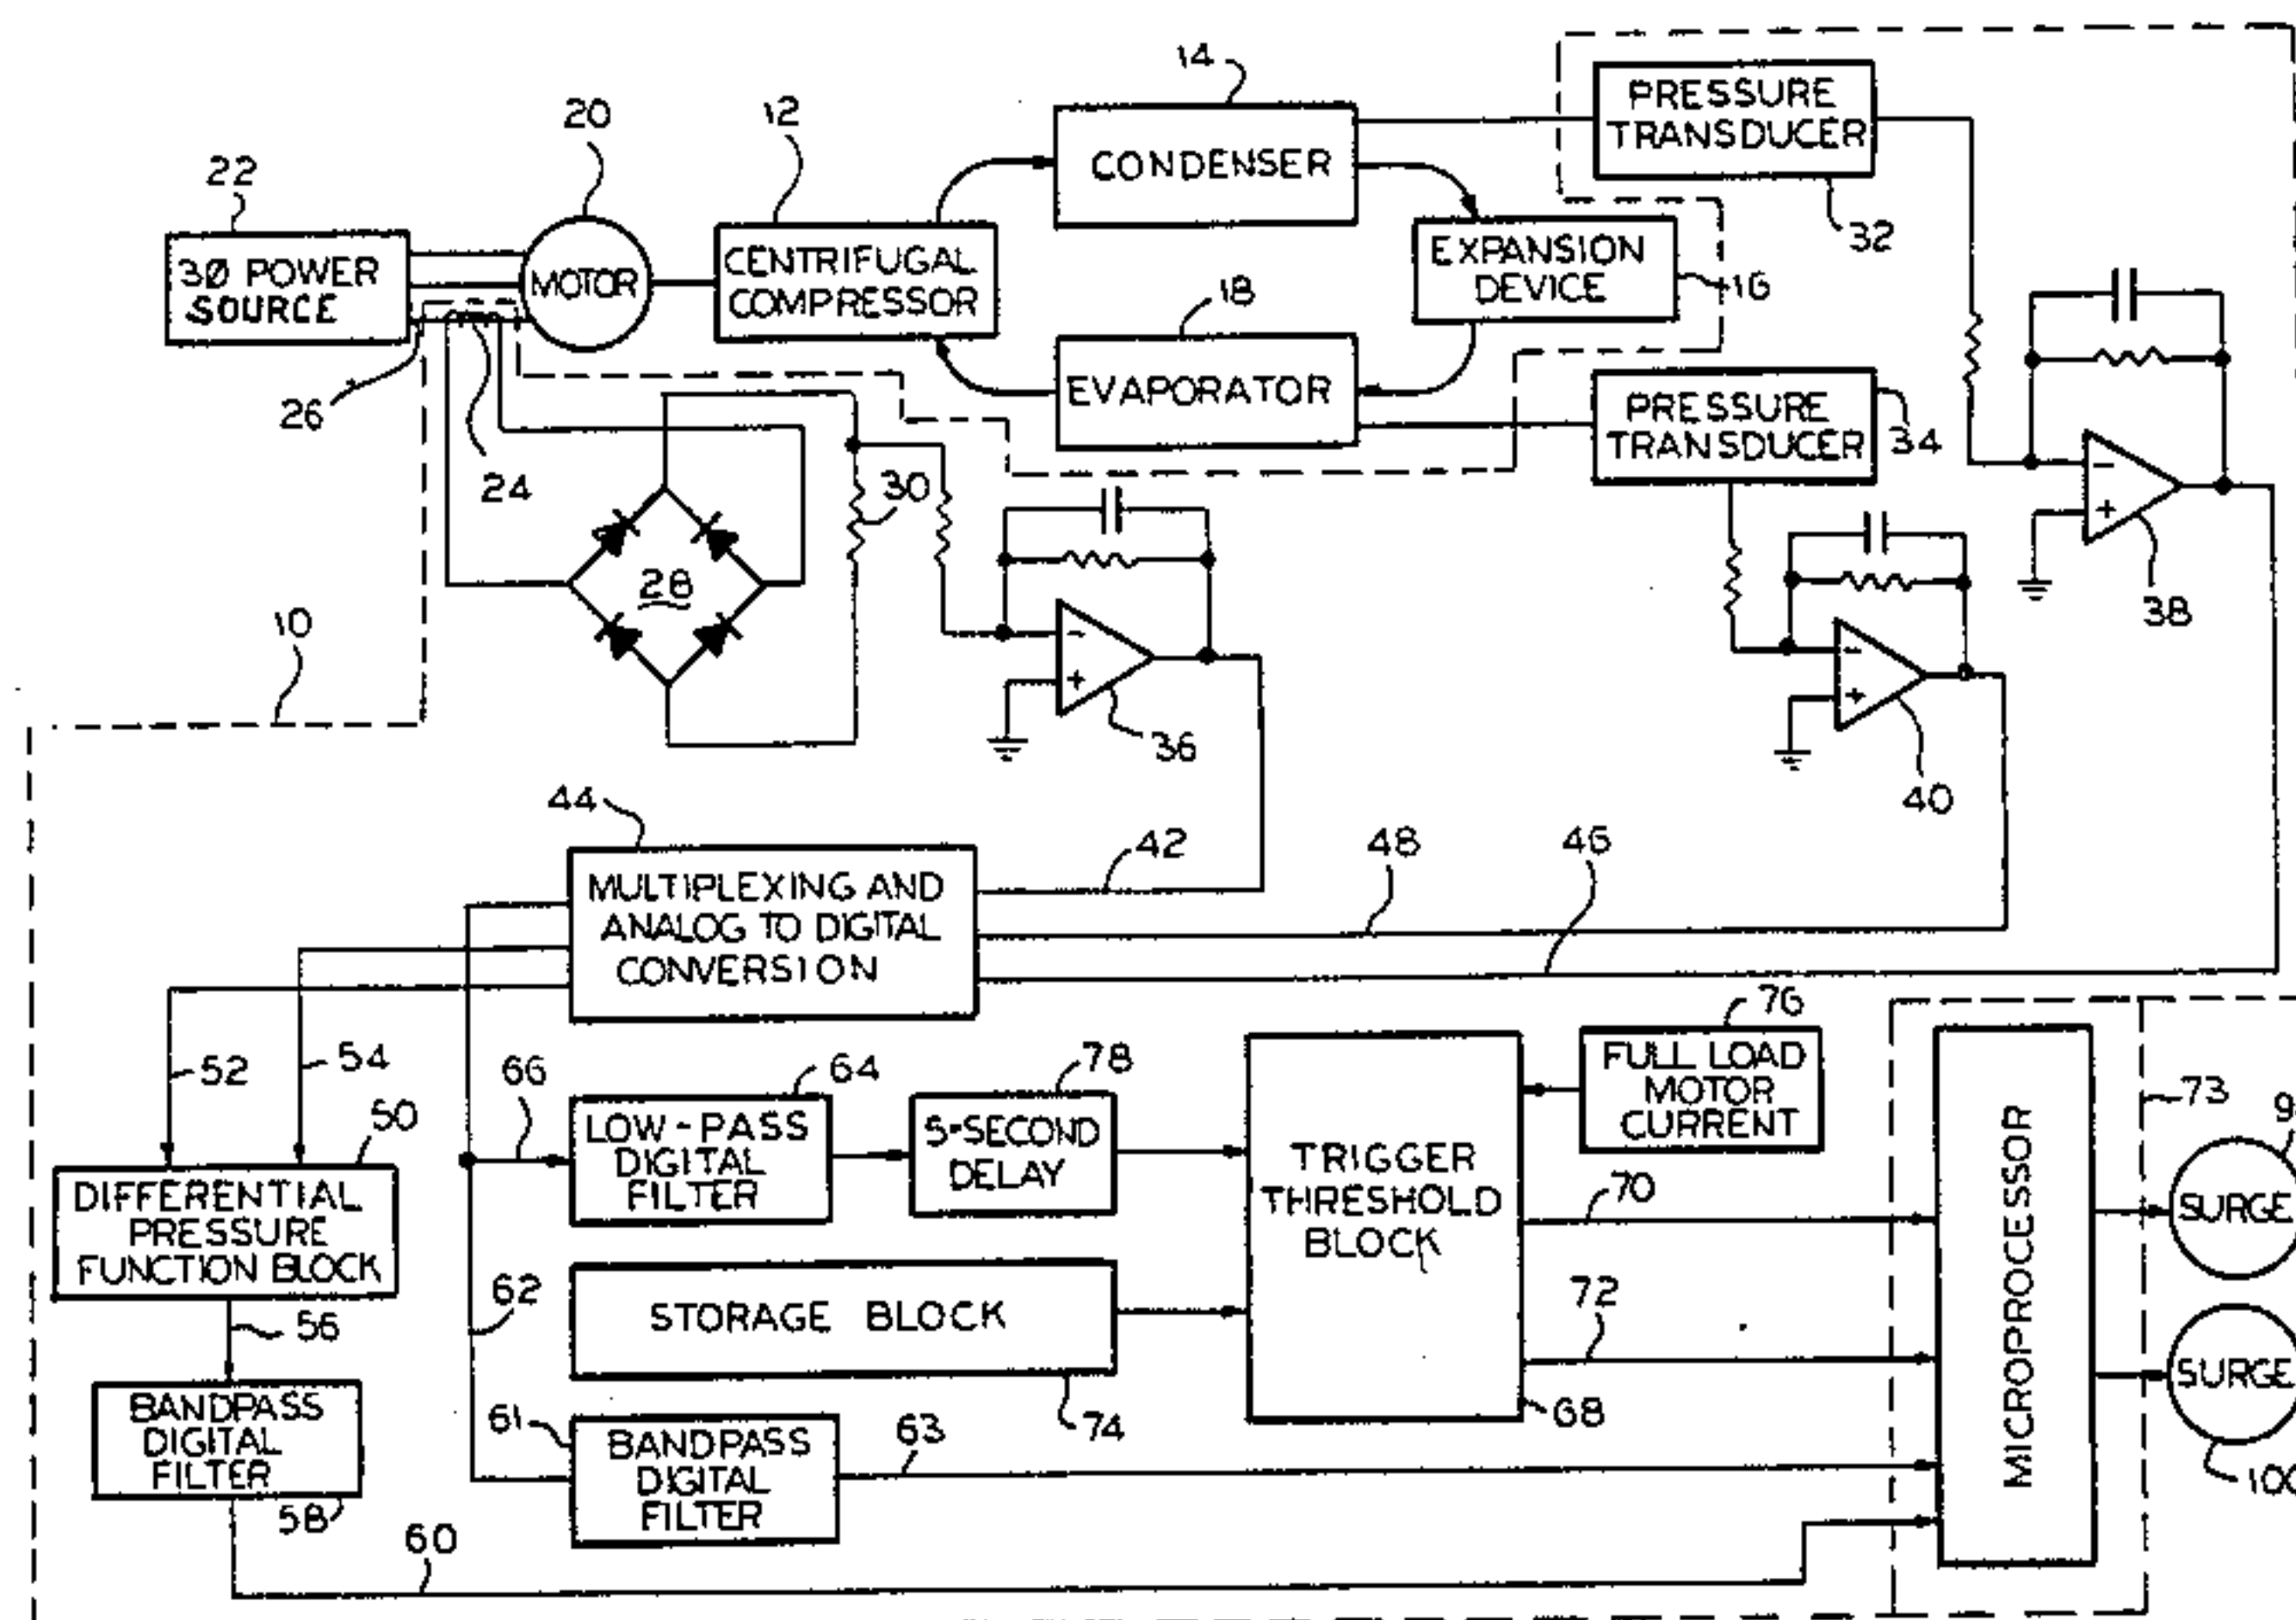 14
PRESSURE
TRANSDUCER
32
20
12
CONDENSER
22
3Ø POWER
SOURCE
MOTOR
CENTRIFUGAL
COMPRESSOR
EXPANSION
DEVICE
16
18
EVAPORATOR
PRESSURE
TRANSDUCER
34
26
24
30
28
-
+
36
-
+
40
-
+
38
10
44
MULTIPLEXING AND
ANALOG TO DIGITAL
CONVERSION
42
48
46
52
54
50
DIFFERENTIAL
PRESSURE
FUNCTION BLOCK
56
BANDPASS
DIGITAL
FILTER
58
60
66
64
LOW-PASS
DIGITAL
FILTER
78
5-SECOND
DELAY
62
STORAGE BLOCK
74
61
BANDPASS
DIGITAL
FILTER
63
TRIGGER
THRESHOLD
BLOCK
68
76
FULL LOAD
MOTOR
CURRENT
70
72
MICROPROCESSOR
73
SURGE
SURGE
100